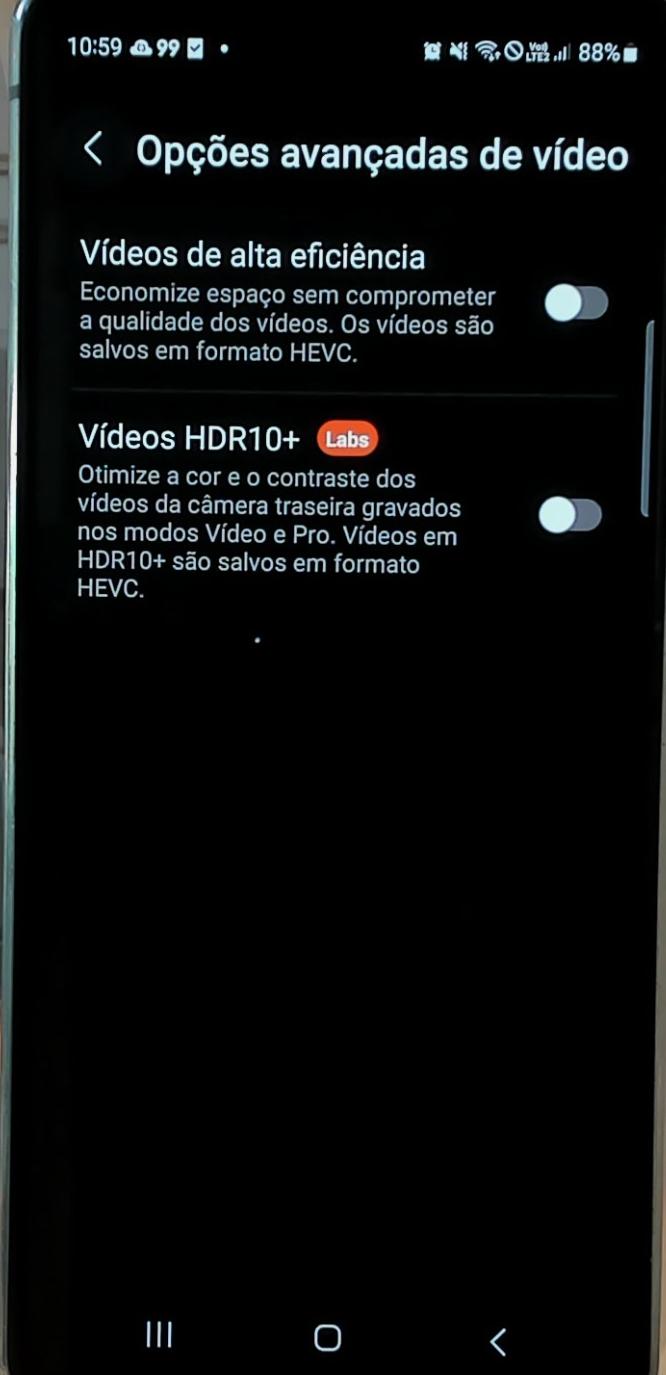 10:59 99 Vo) LTE2 88%
Opções avançadas de vídeo
Vídeos de alta eficiência
Economize espaço sem comprometer
a qualidade dos vídeos. Os vídeos são
salvos em formato HEVC.
Vídeos HDR10+ Labs
Otimize a cor e o contraste dos
vídeos da câmera traseira gravados
nos modos Vídeo e Pro. Vídeos em
HDR10+ são salvos em formato
HEVC.